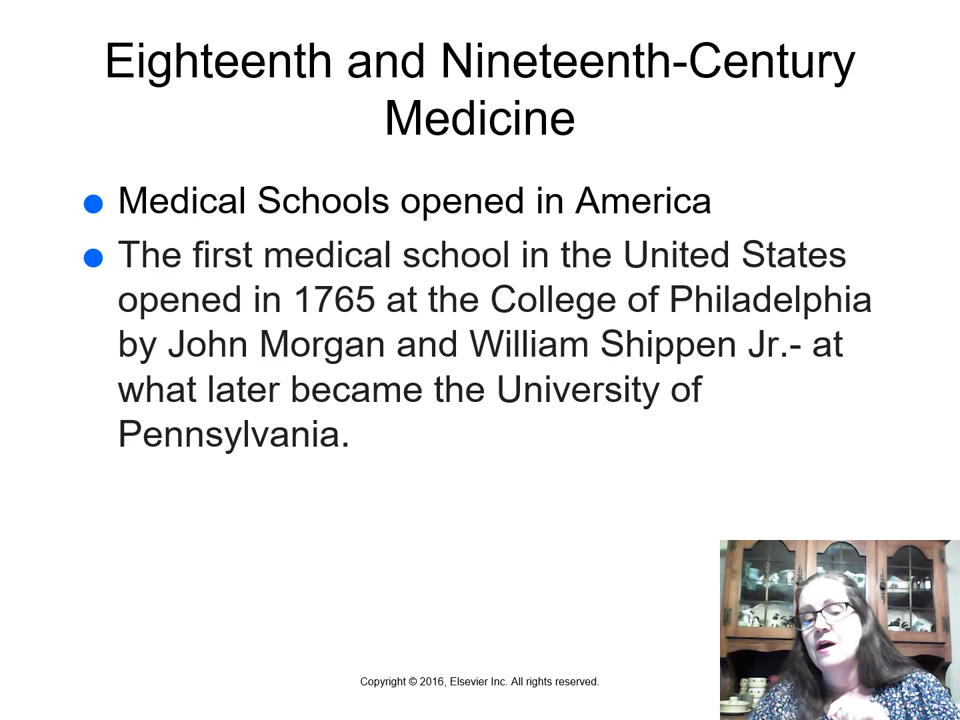 Eighteenth and Nineteenth-Century
Medicine
Medical Schools opened in America
The first medical school in the United States
opened in 1765 at the College of Philadelphia
by John Morgan and William Shippen Jr.- at
what later became the University of
Pennsylvania.
Copyright © 2016, Elsevier Inc. All rights reserved.